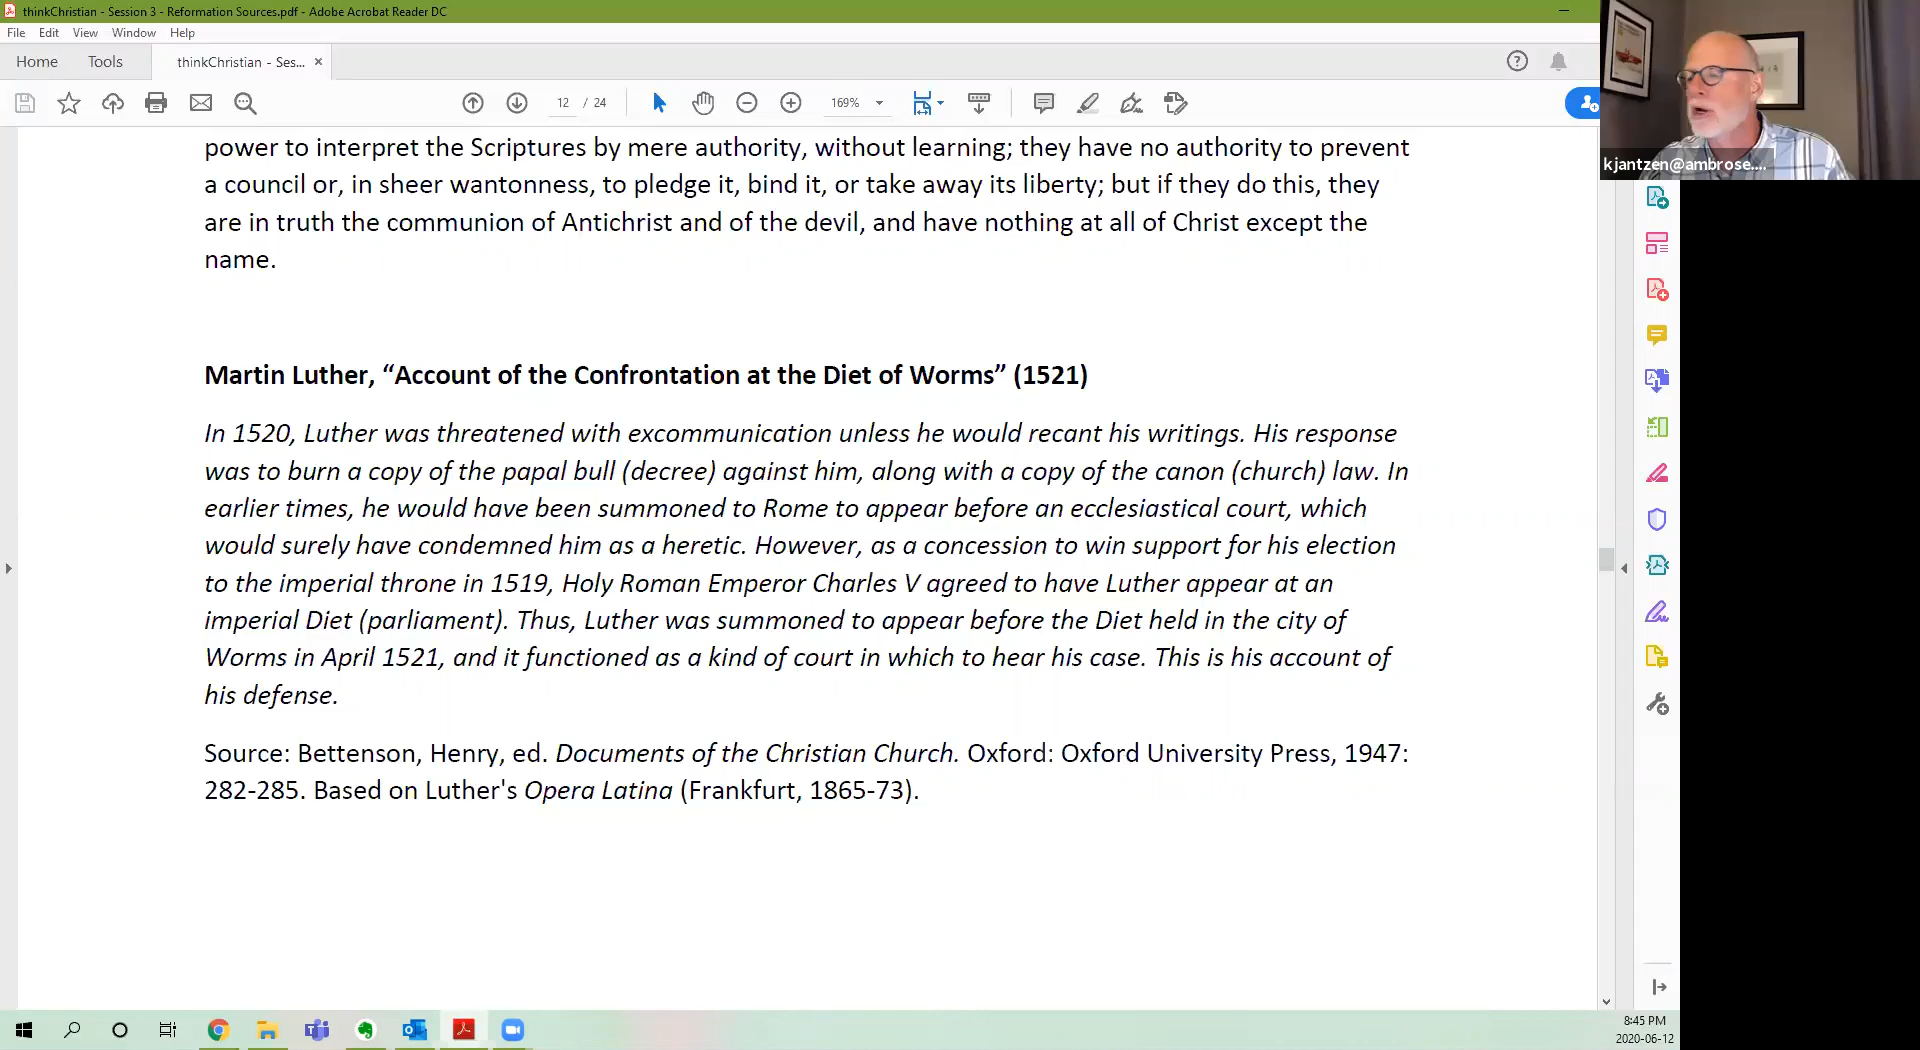 thinkChristian - Session 3 - Reformation Sources.pdf - Adobe Acrobat Reader DC
File Edit View Window Help
Home Tools thinkChristian - Ses... ×
12 / 24 169%
power to interpret the Scriptures by mere authority, without learning; they have no authority to prevent
a council or, in sheer wantonness, to pledge it, bind it, or take away its liberty; but if they do this, they
are in truth the communion of Antichrist and of the devil, and have nothing at all of Christ except the
name.
Martin Luther, “Account of the Confrontation at the Diet of Worms” (1521)
In 1520, Luther was threatened with excommunication unless he would recant his writings. His response
was to burn a copy of the papal bull (decree) against him, along with a copy of the canon (church) law. In
earlier times, he would have been summoned to Rome to appear before an ecclesiastical court, which
would surely have condemned him as a heretic. However, as a concession to win support for his election
to the imperial throne in 1519, Holy Roman Emperor Charles V agreed to have Luther appear at an
imperial Diet (parliament). Thus, Luther was summoned to appear before the Diet held in the city of
Worms in April 1521, and it functioned as a kind of court in which to hear his case. This is his account of
his defense.
Source: Bettenson, Henry, ed. Documents of the Christian Church. Oxford: Oxford University Press, 1947:
282-285. Based on Luther's Opera Latina (Frankfurt, 1865-73).
kjantzen@ambrose....
8:45 PM
2020-06-12